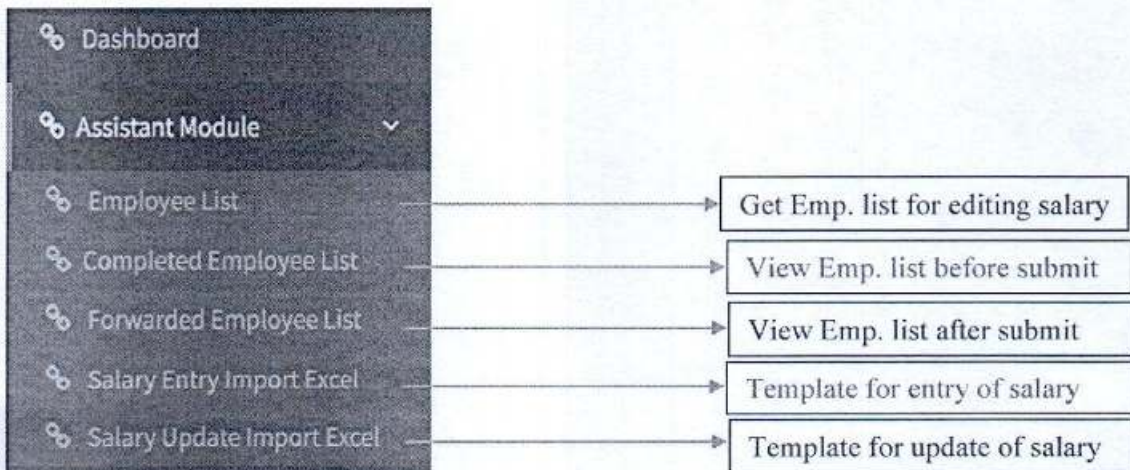 Dashboard
Assistant Module
Employee List
Get Emp. list for editing salary
Completed Employee List
View Emp. list before submit
Forwarded Employee List
View Emp. list after submit
Salary Entry Import Excel
Template for entry of salary
Salary Update Import Excel
Template for update of salary